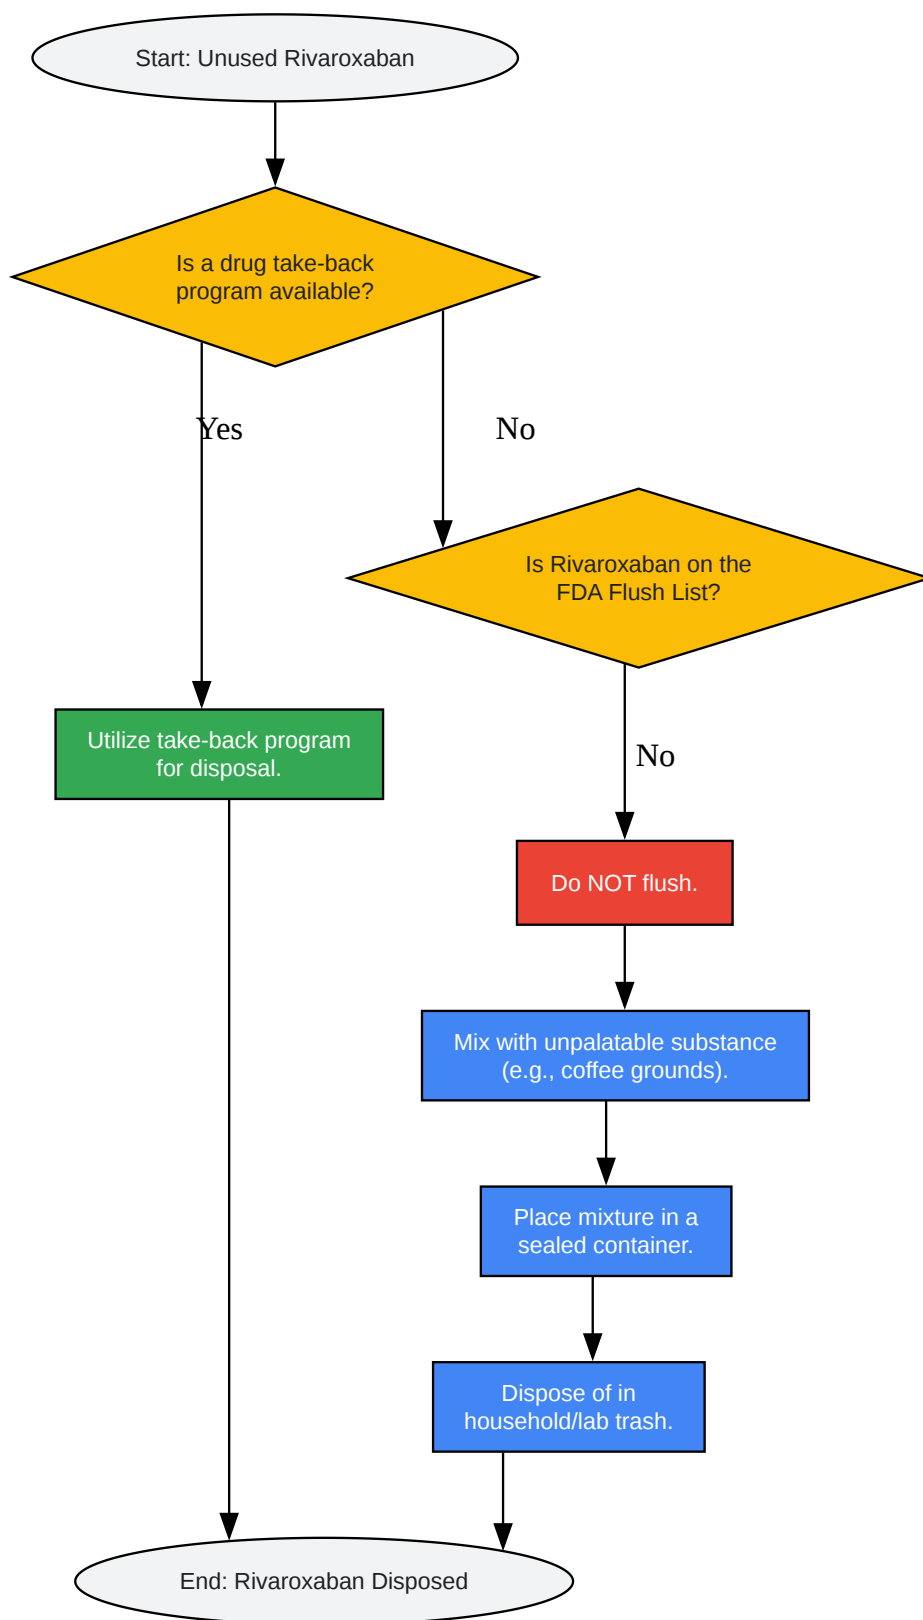 Start: Unused Rivaroxaban
Is a drug take-back
program available?
Yes
No
Is Rivaroxaban on the
FDA Flush List?
Utilize take-back program
for disposal.
No
Do NOT flush.
Mix with unpalatable substance
(e.g., coffee grounds).
Place mixture in a
sealed container.
Dispose of in
household/lab trash.
End: Rivaroxaban Disposed